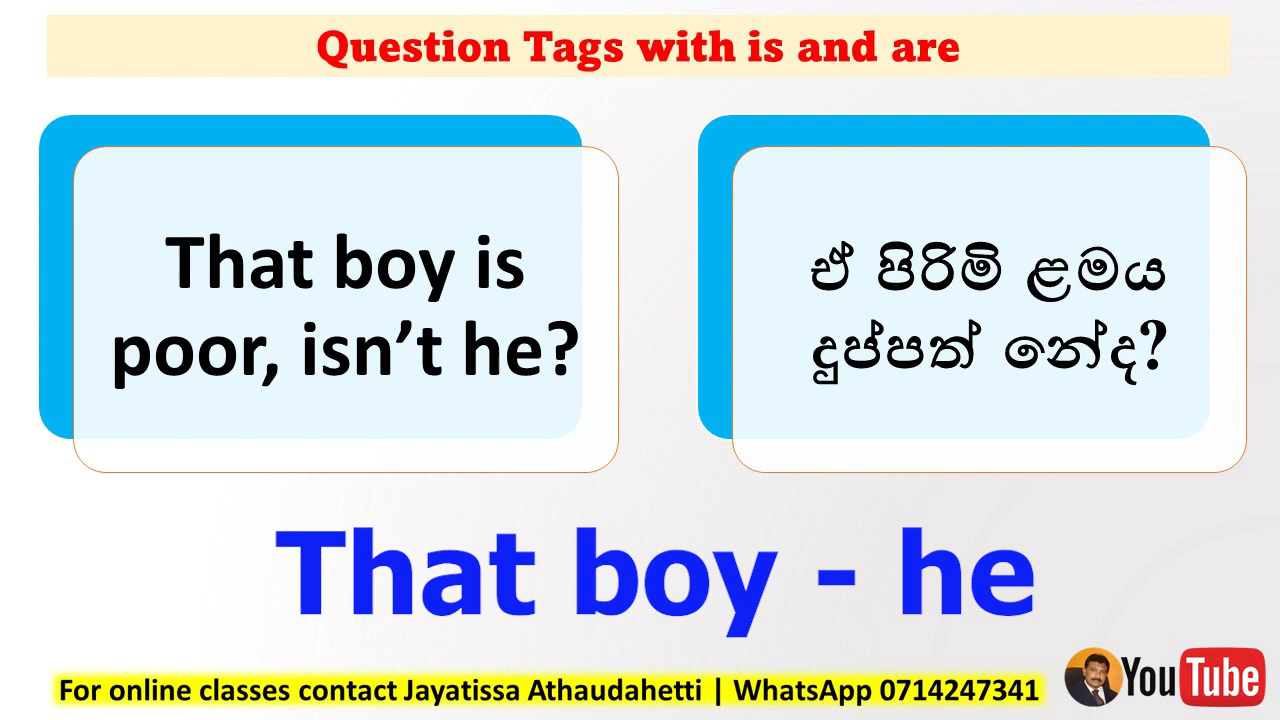 Question Tags with is and are
That boy is
poor, isn’t he?
ඒ පිරිමි ළමය
දුප්පත් නේද?
That boy - he
For online classes contact Jayatissa Athaudahetti | WhatsApp 0714247341
YouTube